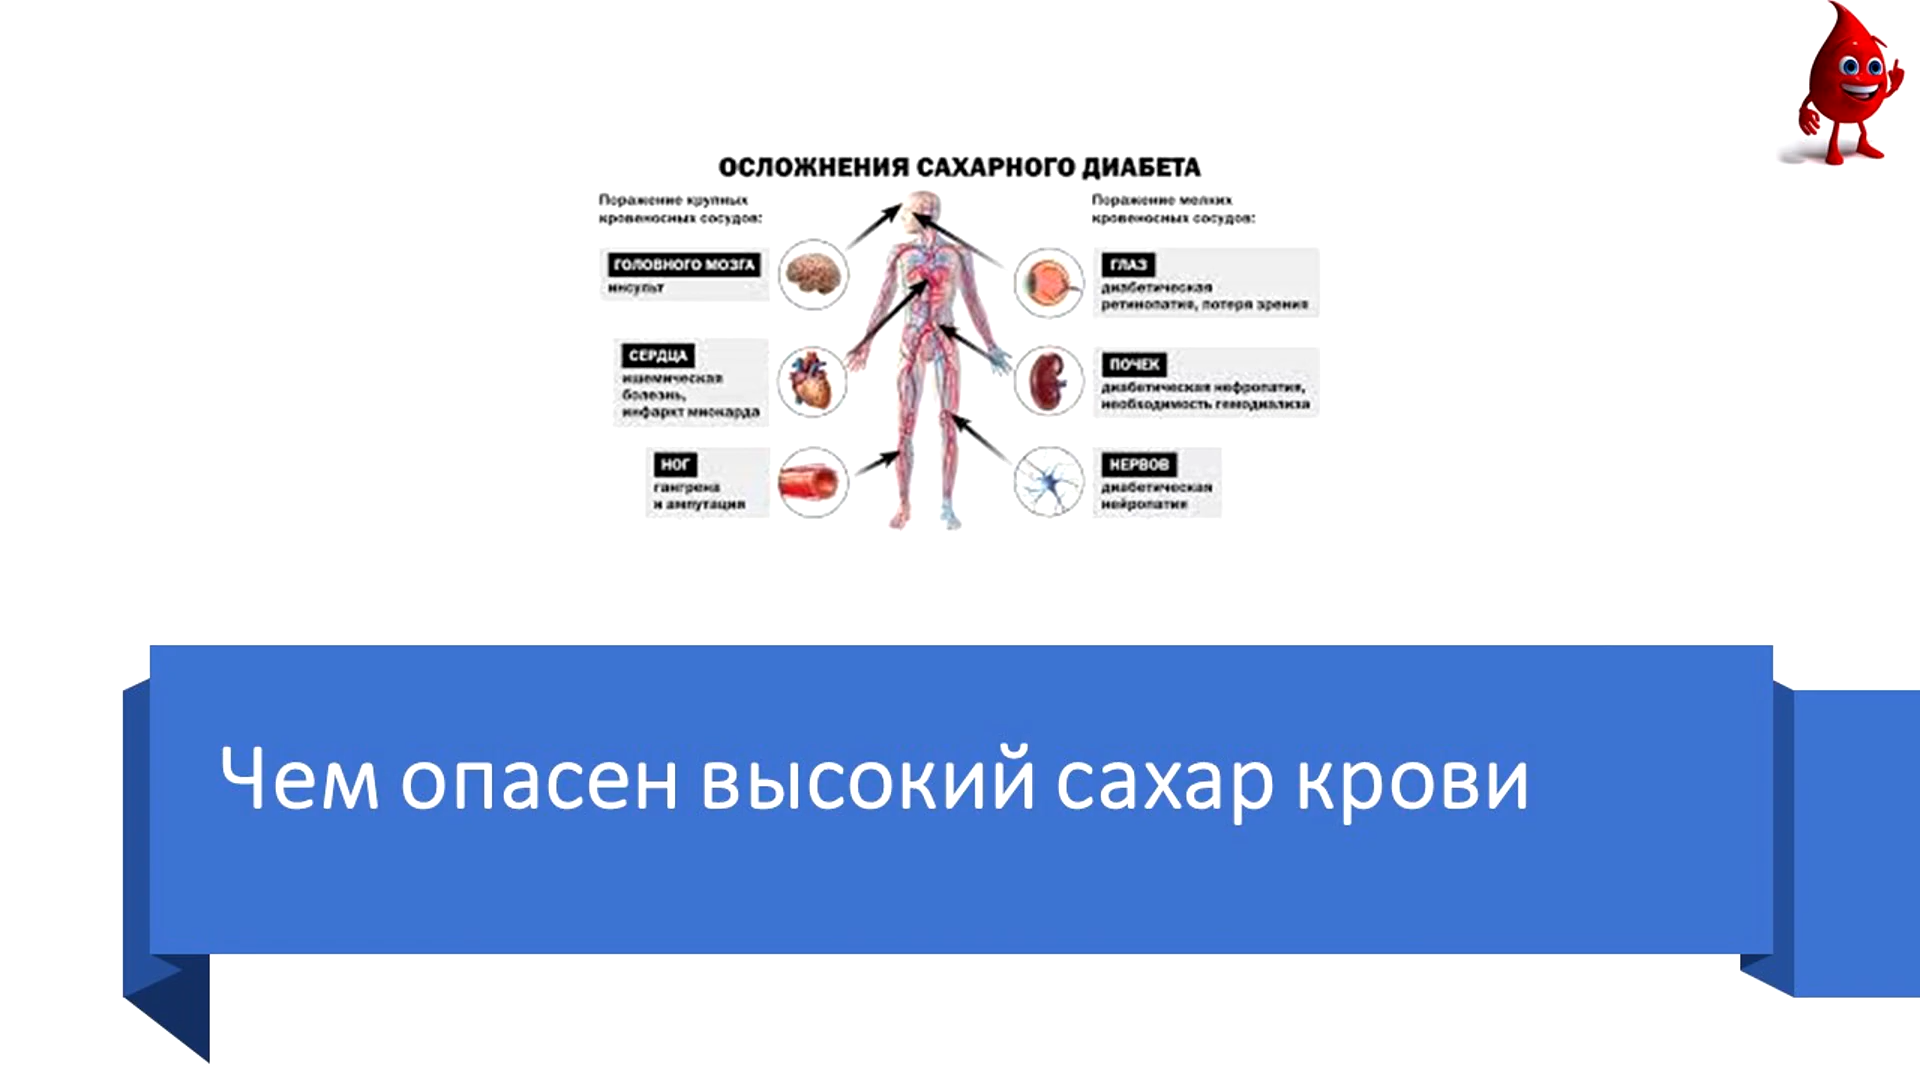 ОСЛОЖНЕНИЯ САХАРНОГО ДИАБЕТА
Поражение крупных
кровеносных сосудов:
ГОЛОВНОГО МОЗГА
инсульт
СЕРДЦА
ишемическая
болезнь,
инфаркт миокарда
НОГ
гангрена
и ампутация
Поражение мелких
кровеносных сосудов:
ГЛАЗ
диабетическая
ретинопатия, потеря зрения
ПОЧЕК
диабетическая нефропатия,
необходимость гемодиализа
НЕРВОВ
диабетическая
нейропатия
Чем опасен высокий сахар крови